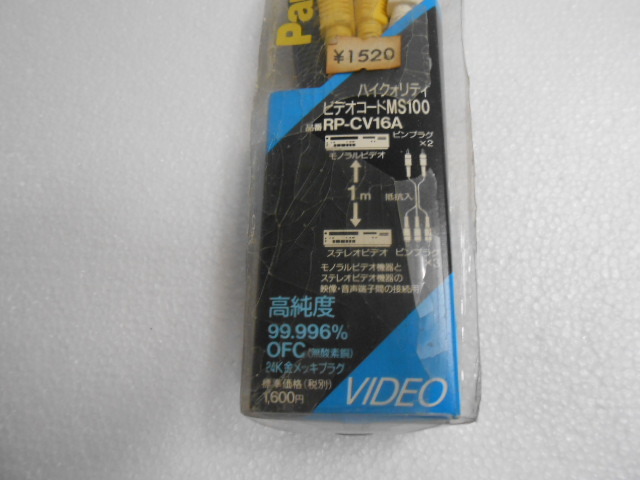 Pa
¥1520
ハイクォリティ
ビデオコードMS100
品番 RP-CV16A
ピンプラグ
×2
モノラルビデオ
1m
抵抗入
ステレオビデオ
ピンプラグ
×3
モノラルビデオ機器と
ステレオビデオ機器の
映像・音声端子間の接続用
高純度
99.996%
OFC(無酸素銅)
24K金メッキプラグ
標準価格(税別)
1,600円
VIDEO
VIDEO